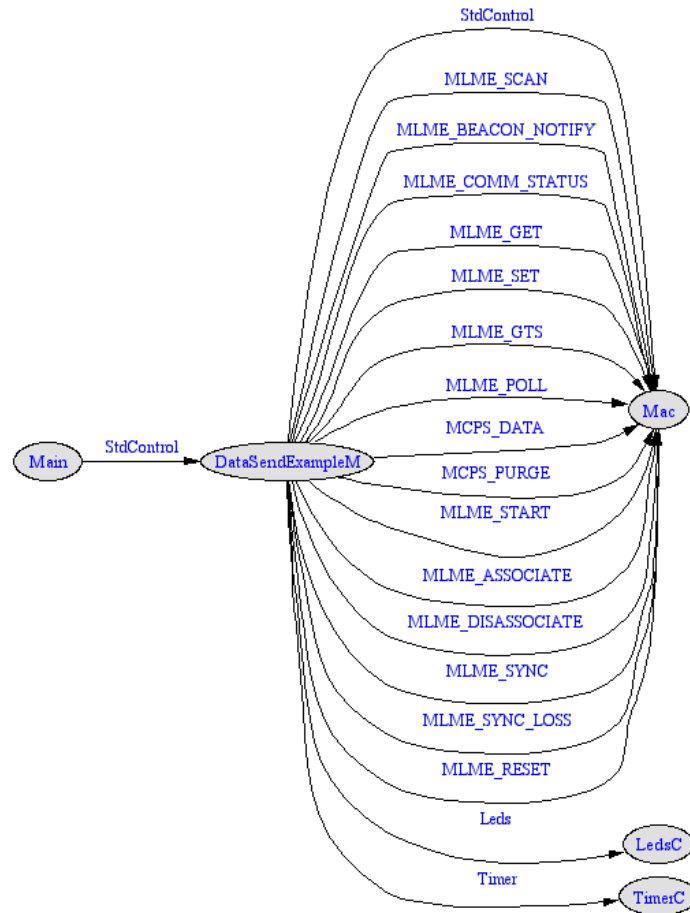 StdControl
MLME_SCAN
MLME_BEACON_NOTIFY
MLME_COMM_STATUS
MLME_GET
MLME_SET
MLME_GTS
MLME_POLL
Mac
MCPS_DATA
StdControl
Main
DataSendExampleM
MCPS_PURGE
MLME_START
MLME_ASSOCIATE
MLME_DISASSOCIATE
MLME_SYNC
MLME_SYNC_LOSS
MLME_RESET
Leds
LedsC
Timer
TimerC